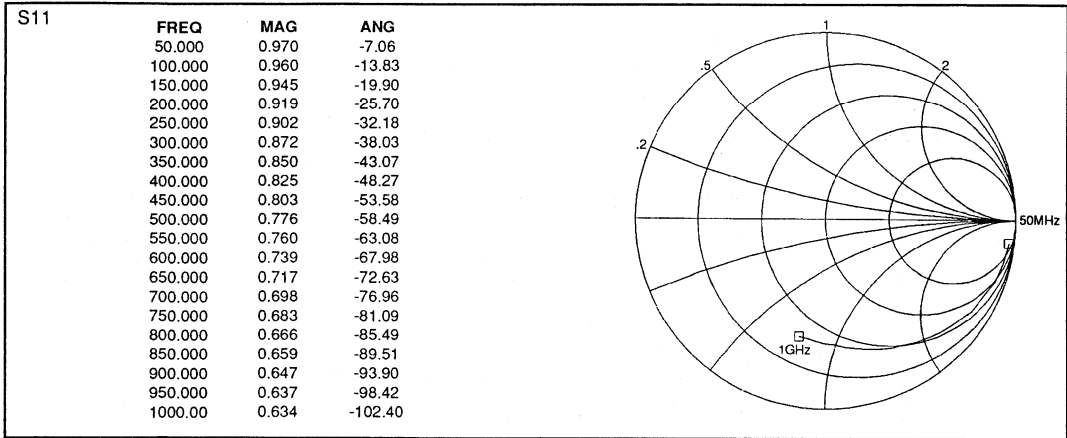 S11
FREQ MAG ANG
50.000 0.970 -7.06
100.000 0.960 -13.83
150.000 0.945 -19.90
200.000 0.919 -25.70
250.000 0.902 -32.18
300.000 0.872 -38.03
350.000 0.850 -43.07
400.000 0.825 -48.27
450.000 0.803 -53.58
500.000 0.776 -58.49
550.000 0.760 -63.08
600.000 0.739 -67.98
650.000 0.717 -72.63
700.000 0.698 -76.96
750.000 0.683 -81.09
800.000 0.666 -85.49
850.000 0.659 -89.51
900.000 0.647 -93.90
950.000 0.637 -98.42
1000.00 0.634 -102.40
1
.5
2
.2
50MHz
1GHz